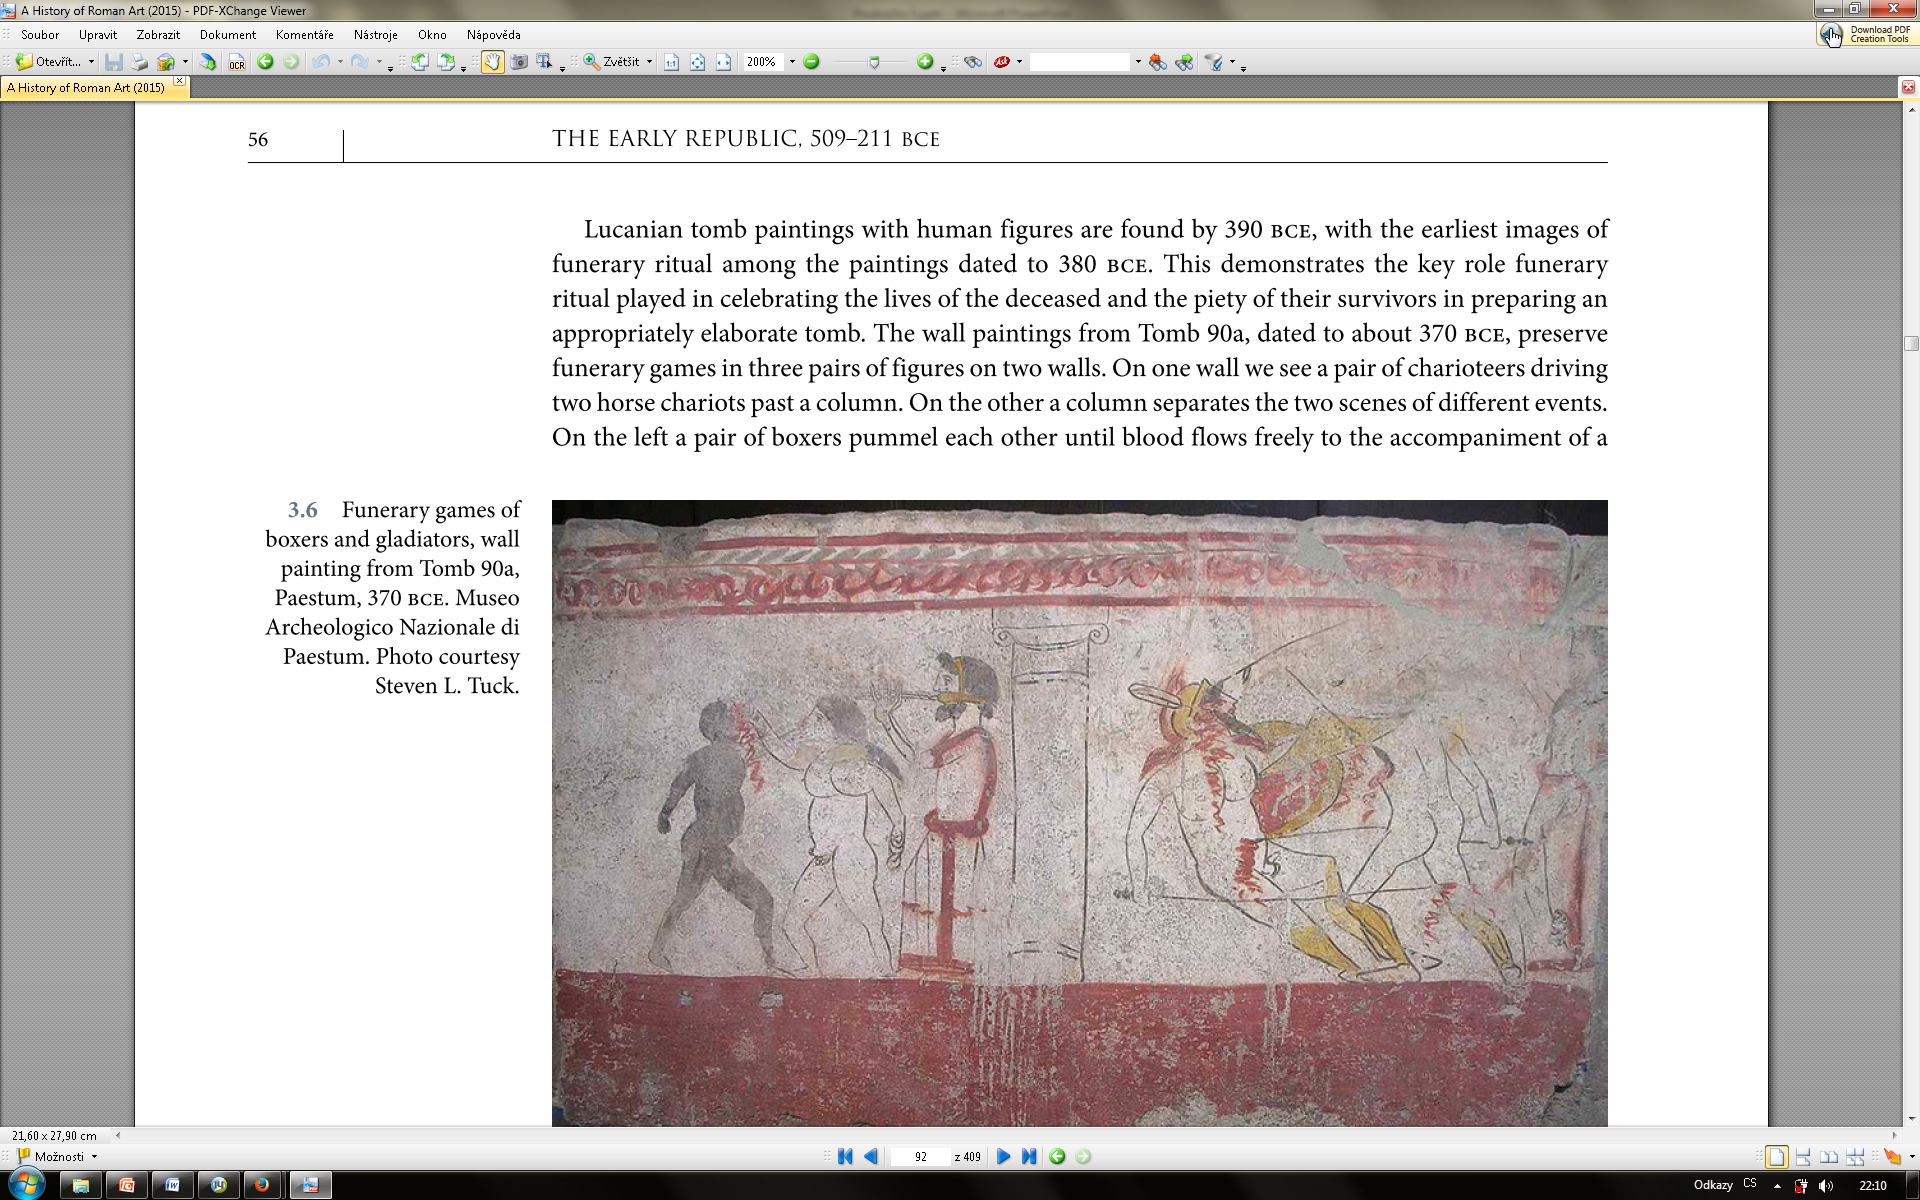 A History of Roman Art (2015) - PDF-XChange Viewer
Soubor Upravit Zobrazit Dokument Komentáře Nástroje Okno Nápověda
Download PDF
Creation Tools
Otevřít... OCR Zvětšit 1:1 200% Ask
A History of Roman Art (2015)
56 THE EARLY REPUBLIC, 509–211 BCE
Lucanian tomb paintings with human figures are found by 390 BCE, with the earliest images of
funerary ritual among the paintings dated to 380 BCE. This demonstrates the key role funerary
ritual played in celebrating the lives of the deceased and the piety of their survivors in preparing an
appropriately elaborate tomb. The wall paintings from Tomb 90a, dated to about 370 BCE, preserve
funerary games in three pairs of figures on two walls. On one wall we see a pair of charioteers driving
two horse chariots past a column. On the other a column separates the two scenes of different events.
On the left a pair of boxers pummel each other until blood flows freely to the accompaniment of a
3.6 Funerary games of
boxers and gladiators, wall
painting from Tomb 90a,
Paestum, 370 BCE. Museo
Archeologico Nazionale di
Paestum. Photo courtesy
Steven L. Tuck.
21,60 x 27,90 cm
Možnosti 92 z 409
Odkazy CS 22:10